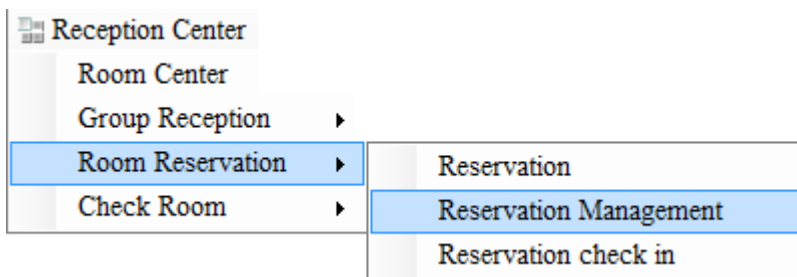 Reception Center
Room Center
Group Reception
Room Reservation
Check Room
Reservation
Reservation Management
Reservation check in